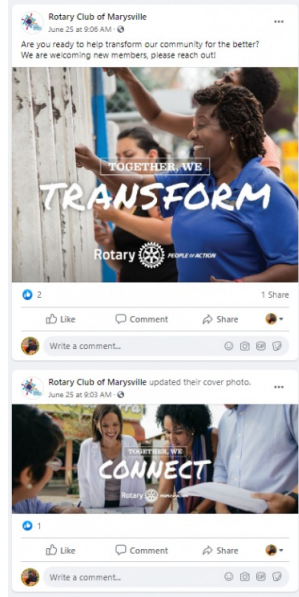 Rotary Club of Marysville
June 25 at 9:06 AM ·
Are you ready to help transform our community for the better?
We are welcoming new members, please reach out!
TOGETHER, WE
TRANSFORM
Rotary PEOPLE of ACTION
2
1 Share
Like Comment Share
Write a comment...
Rotary Club of Marysville updated their cover photo.
June 25 at 9:03 AM ·
TOGETHER, WE
CONNECT
Rotary
1
Like Comment Share
Write a comment...